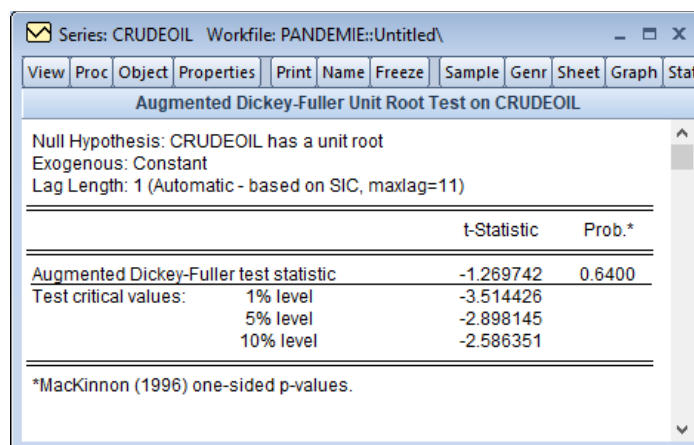 Series: CRUDEOIL Workfile: PANDEMIE::Untitled\
View Proc Object Properties Print Name Freeze Sample Genr Sheet Graph Stat
Augmented Dickey-Fuller Unit Root Test on CRUDEOIL
Null Hypothesis: CRUDEOIL has a unit root
Exogenous: Constant
Lag Length: 1 (Automatic - based on SIC, maxlag=11)
t-Statistic Prob.*
Augmented Dickey-Fuller test statistic -1.269742 0.6400
Test critical values: 1% level -3.514426
5% level -2.898145
10% level -2.586351
*MacKinnon (1996) one-sided p-values.